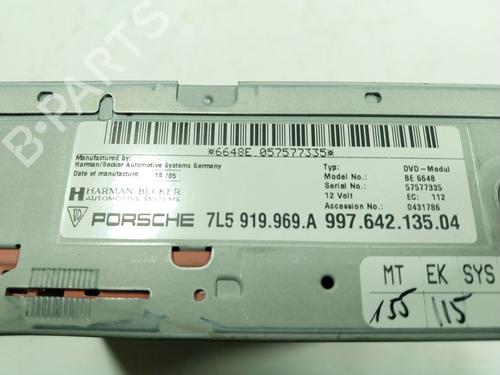 B-PARTS
*6648E.057577335*
Manufactured by:
Harman/Becker Automotive Systems Germany
Date of manufacture: 18 /05
HARMAN BECKER
AUTOMOTIVE SYSTEMS
Typ: DVD-Modul
Model No.: BE 6648
Serial No.: 57577335
12 Volt EC: 112
Accession No.: 0431786
PORSCHE 7L5 919.969.A 997.642.135.04
MT EK SYS
155 115